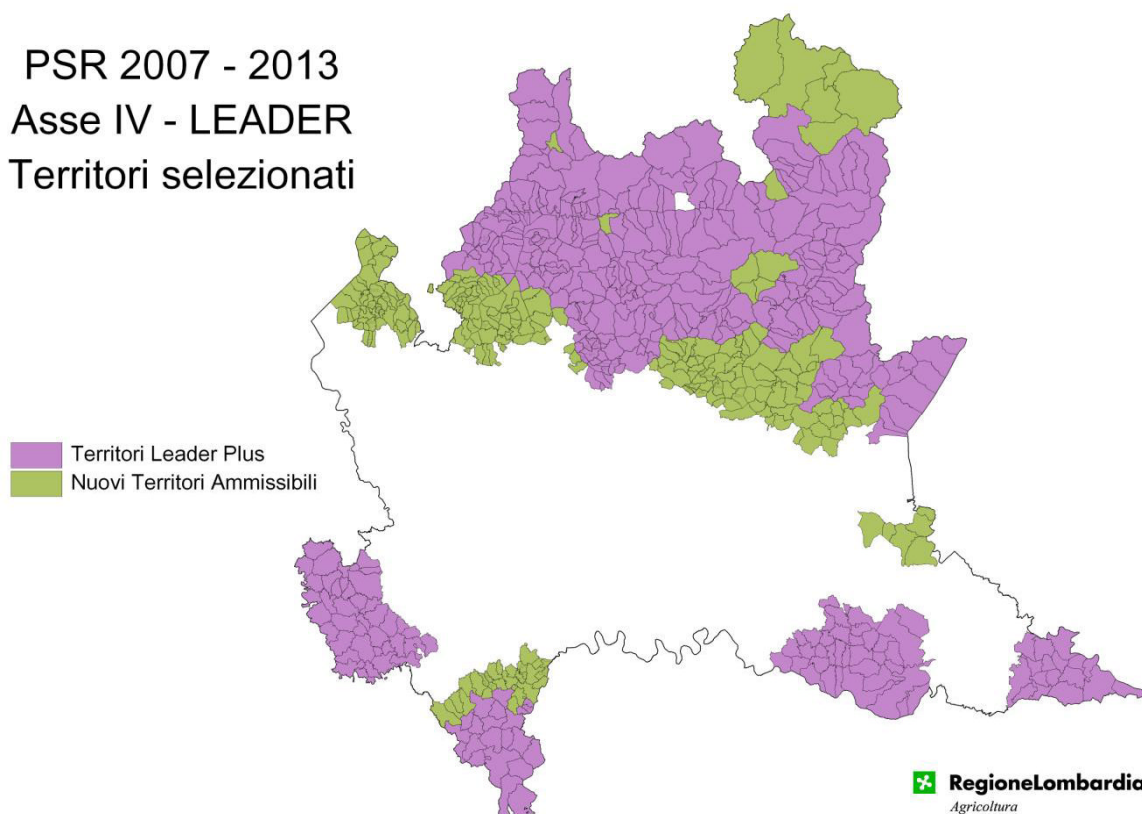 PSR 2007 - 2013
Asse IV - LEADER
Territori selezionati
Territori Leader Plus
Nuovi Territori Ammissibili
RegioneLombardia
Agricoltura